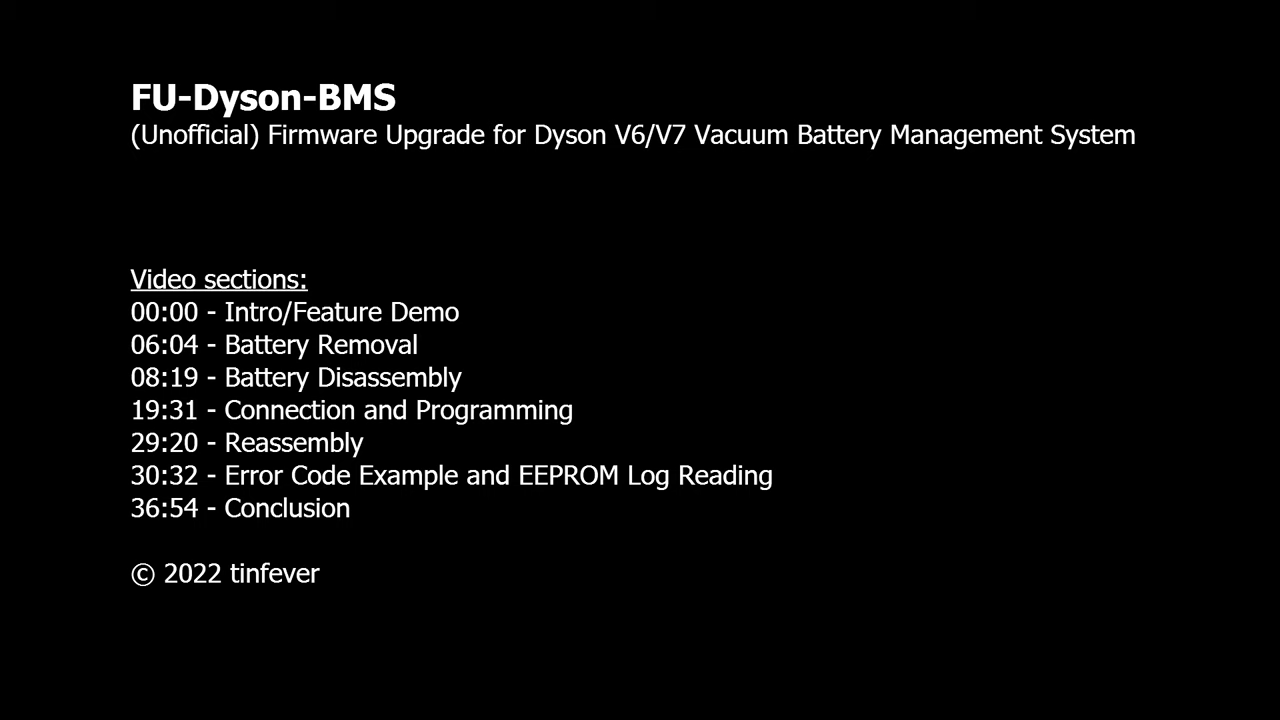 FU-Dyson-BMS
(Unofficial) Firmware Upgrade for Dyson V6/V7 Vacuum Battery Management System
Video sections:
00:00 - Intro/Feature Demo
06:04 - Battery Removal
08:19 - Battery Disassembly
19:31 - Connection and Programming
29:20 - Reassembly
30:32 - Error Code Example and EEPROM Log Reading
36:54 - Conclusion
© 2022 tinfever